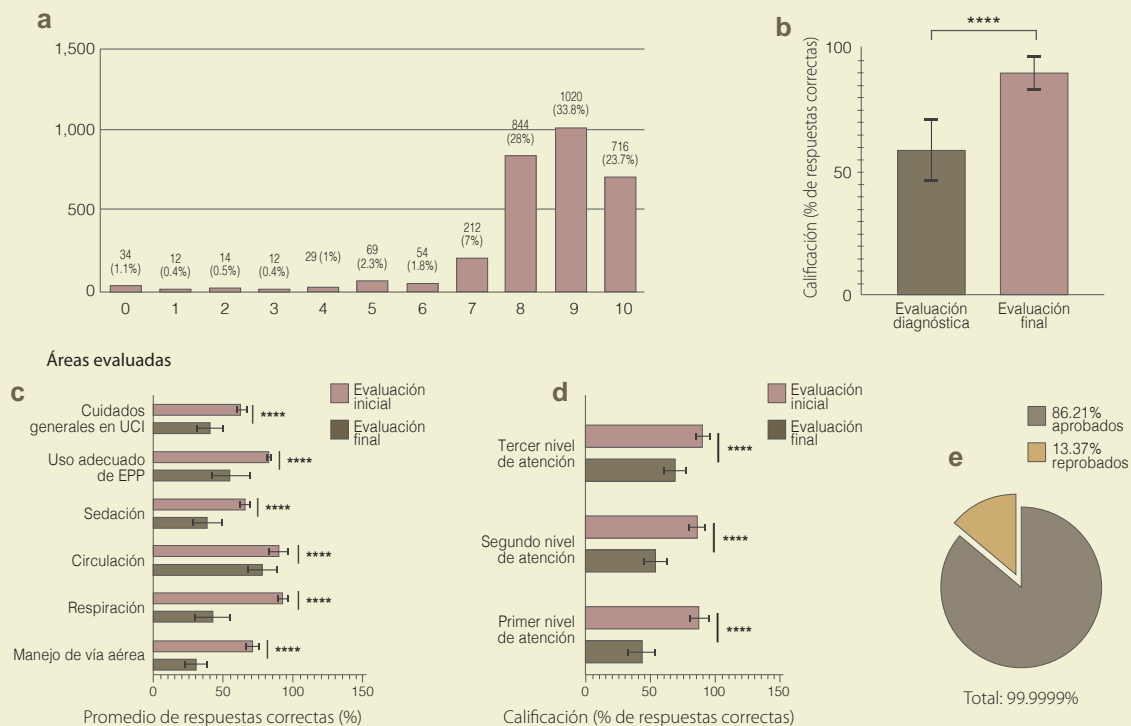 a
1,500
1,000
500
0
34
(1.1%)
12
(0.4%)
14
(0.5%)
12
(0.4%)
29 (1%)
69
(2.3%)
54
(1.8%)
212
(7%)
844
(28%)
1020
(33.8%)
716
(23.7%)
0 1 2 3 4 5 6 7 8 9 10
b
****
Calificación (% de respuestas correctas)
100
50
0
Evaluación
diagnóstica
Evaluación
final
Áreas evaluadas
c
Evaluación
inicial
Evaluación
final
Cuidados
generales en UCI
****
Uso adecuado
de EPP
****
Sedación
****
Circulación
****
Respiración
****
Manejo de vía aérea
****
0 50 100 150
Promedio de respuestas correctas (%)
d
Evaluación
inicial
Evaluación
final
Tercer nivel
de atención
****
Segundo nivel
de atención
****
Primer nivel
de atención
****
0 50 100 150
Calificación (% de respuestas correctas)
e
86.21%
aprobados
13.37%
reprobados
Total: 99.9999%